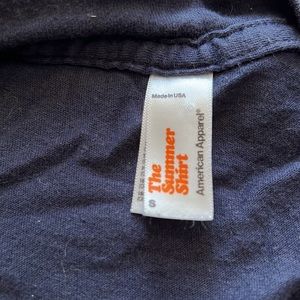 Made in USA
The
Summer
Shirt
American Apparel®
S